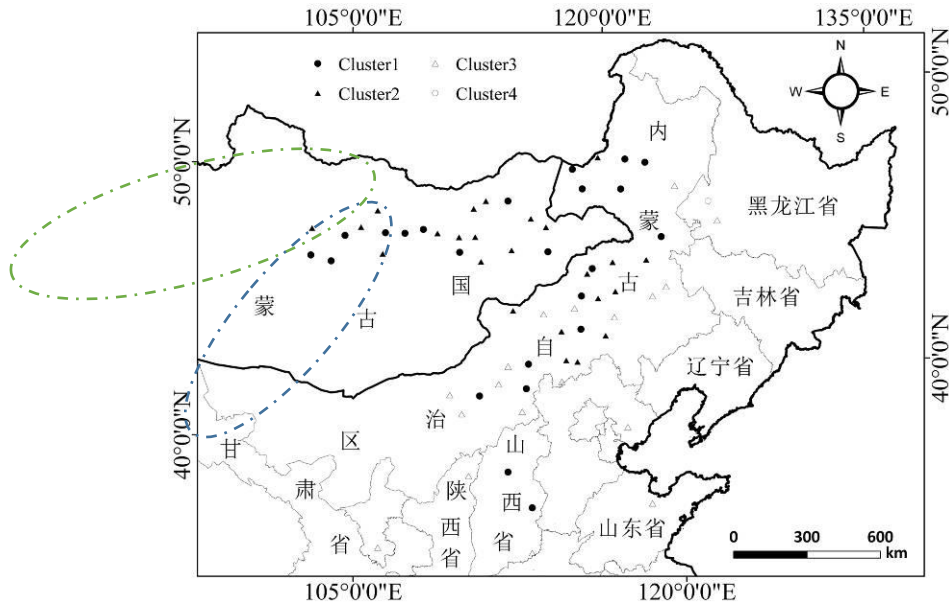 105°0'0"E 120°0'0"E 135°0'0"E
Cluster1 Cluster3
Cluster2 Cluster4
N
W E
S
50°0'0"N
50°0'0"N
内
蒙
古
自
治
区
黑龙江省
吉林省
辽宁省
蒙
古
国
40°0'0"N
40°0'0"N
甘
肃
省
陕
西
省
山
西
省
山东省
0 300 600
km
105°0'0"E 120°0'0"E